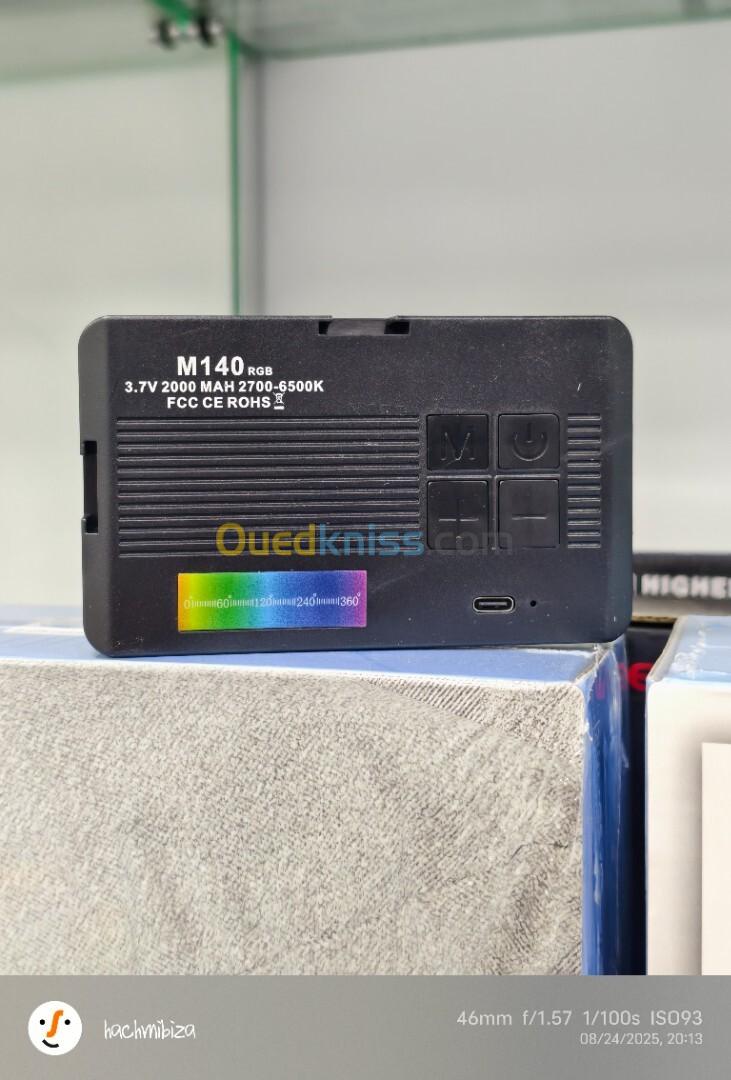 M140 RGB
3.7V 2000 MAH 2700-6500K
FCC CE ROHS
M
+ −
Ouedkniss.com
0 60 120 240 360°
HIGHE
hachmibiza
46mm f/1.57 1/100s ISO93
08/24/2025, 20:13